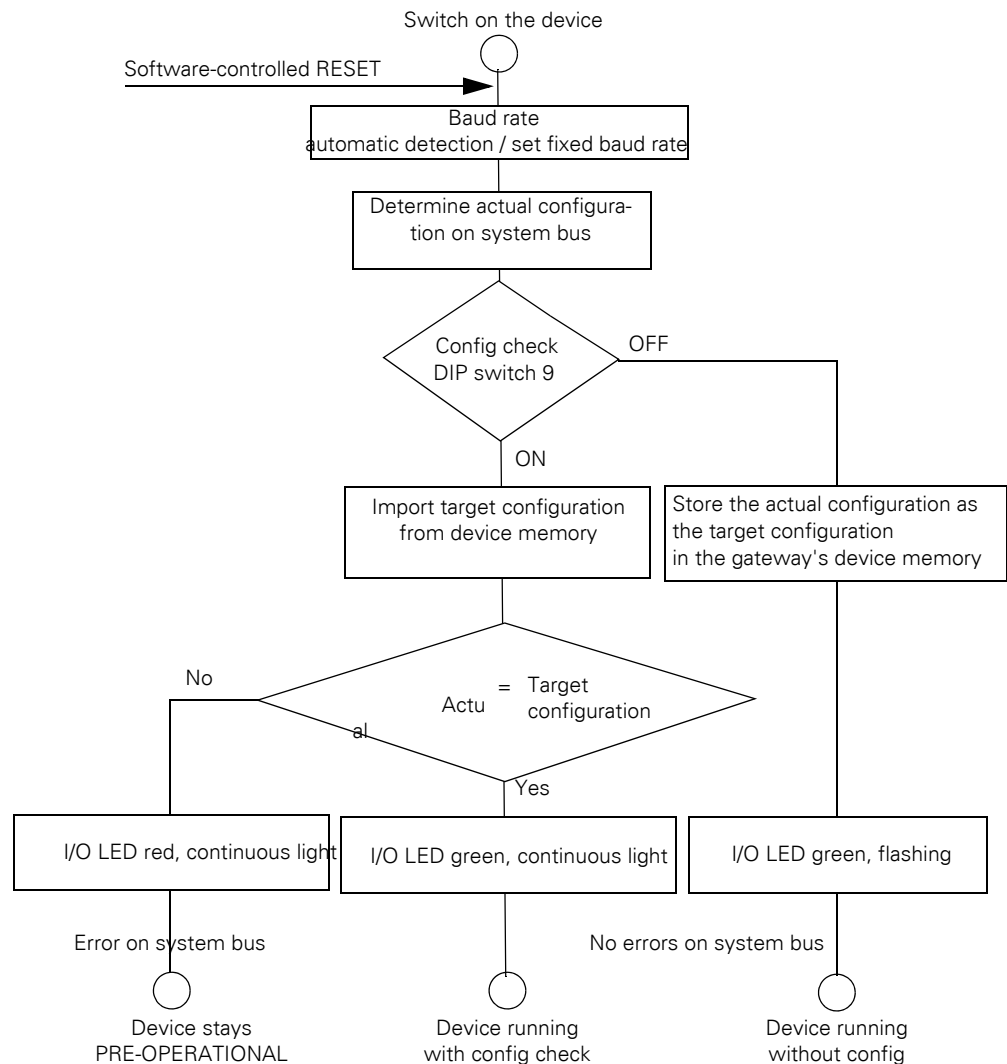 Switch on the device
Software-controlled RESET
Baud rate
automatic detection / set fixed baud rate
Determine actual configura-
tion on system bus
Config check
DIP switch 9
OFF
ON
Import target configuration
from device memory
Store the actual configuration as
the target configuration
in the gateway's device memory
No
Actu
al
=
Target
configuration
Yes
I/O LED red, continuous light
I/O LED green, continuous light
I/O LED green, flashing
Error on system bus
No errors on system bus
Device stays
PRE-OPERATIONAL
Device running
with config check
Device running
without config